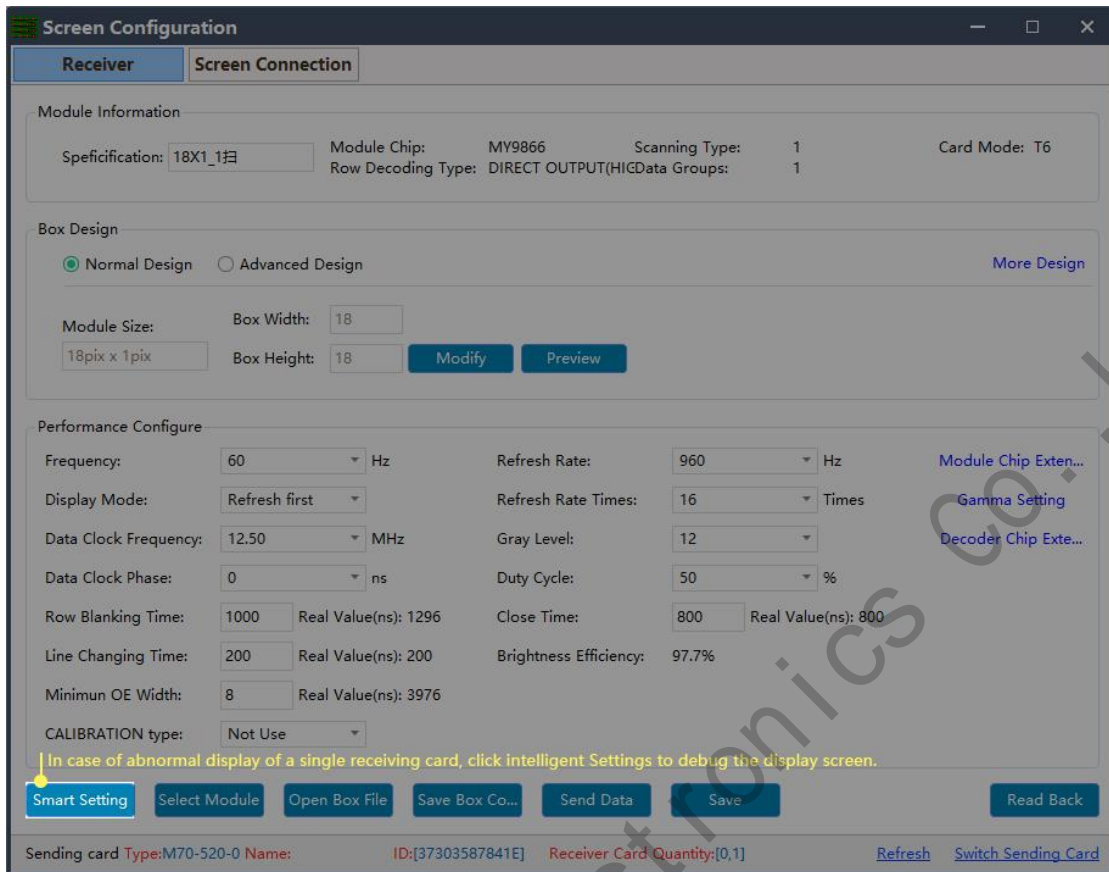 Screen Configuration
Receiver Screen Connection
Module Information
Speficification: 18X1_1扫 Module Chip: MY9866 Scanning Type: 1 Card Mode: T6
Row Decoding Type: DIRECT OUTPUT(HIGData Groups: 1
Box Design
Normal Design Advanced Design More Design
Module Size: Box Width: 18
18pix x 1pix Box Height: 18 Modify Preview
Performance Configure
Frequency: 60 Hz Refresh Rate: 960 Hz Module Chip Exten...
Display Mode: Refresh first Refresh Rate Times: 16 Times Gamma Setting
Data Clock Frequency: 12.50 MHz Gray Level: 12 Decoder Chip Exte...
Data Clock Phase: 0 ns Duty Cycle: 50 %
Row Blanking Time: 1000 Real Value(ns): 1296 Close Time: 800 Real Value(ns): 800
Line Changing Time: 200 Real Value(ns): 200 Brightness Efficiency: 97.7%
Minimun OE Width: 8 Real Value(ns): 3976
CALIBRATION type: Not Use
In case of abnormal display of a single receiving card, click intelligent Settings to debug the display screen.
Smart Setting Select Module Open Box File Save Box Co... Send Data Save Read Back
Sending card Type:M70-520-0 Name: ID:[37303587841E] Receiver Card Quantity:[0,1] Refresh Switch Sending Card